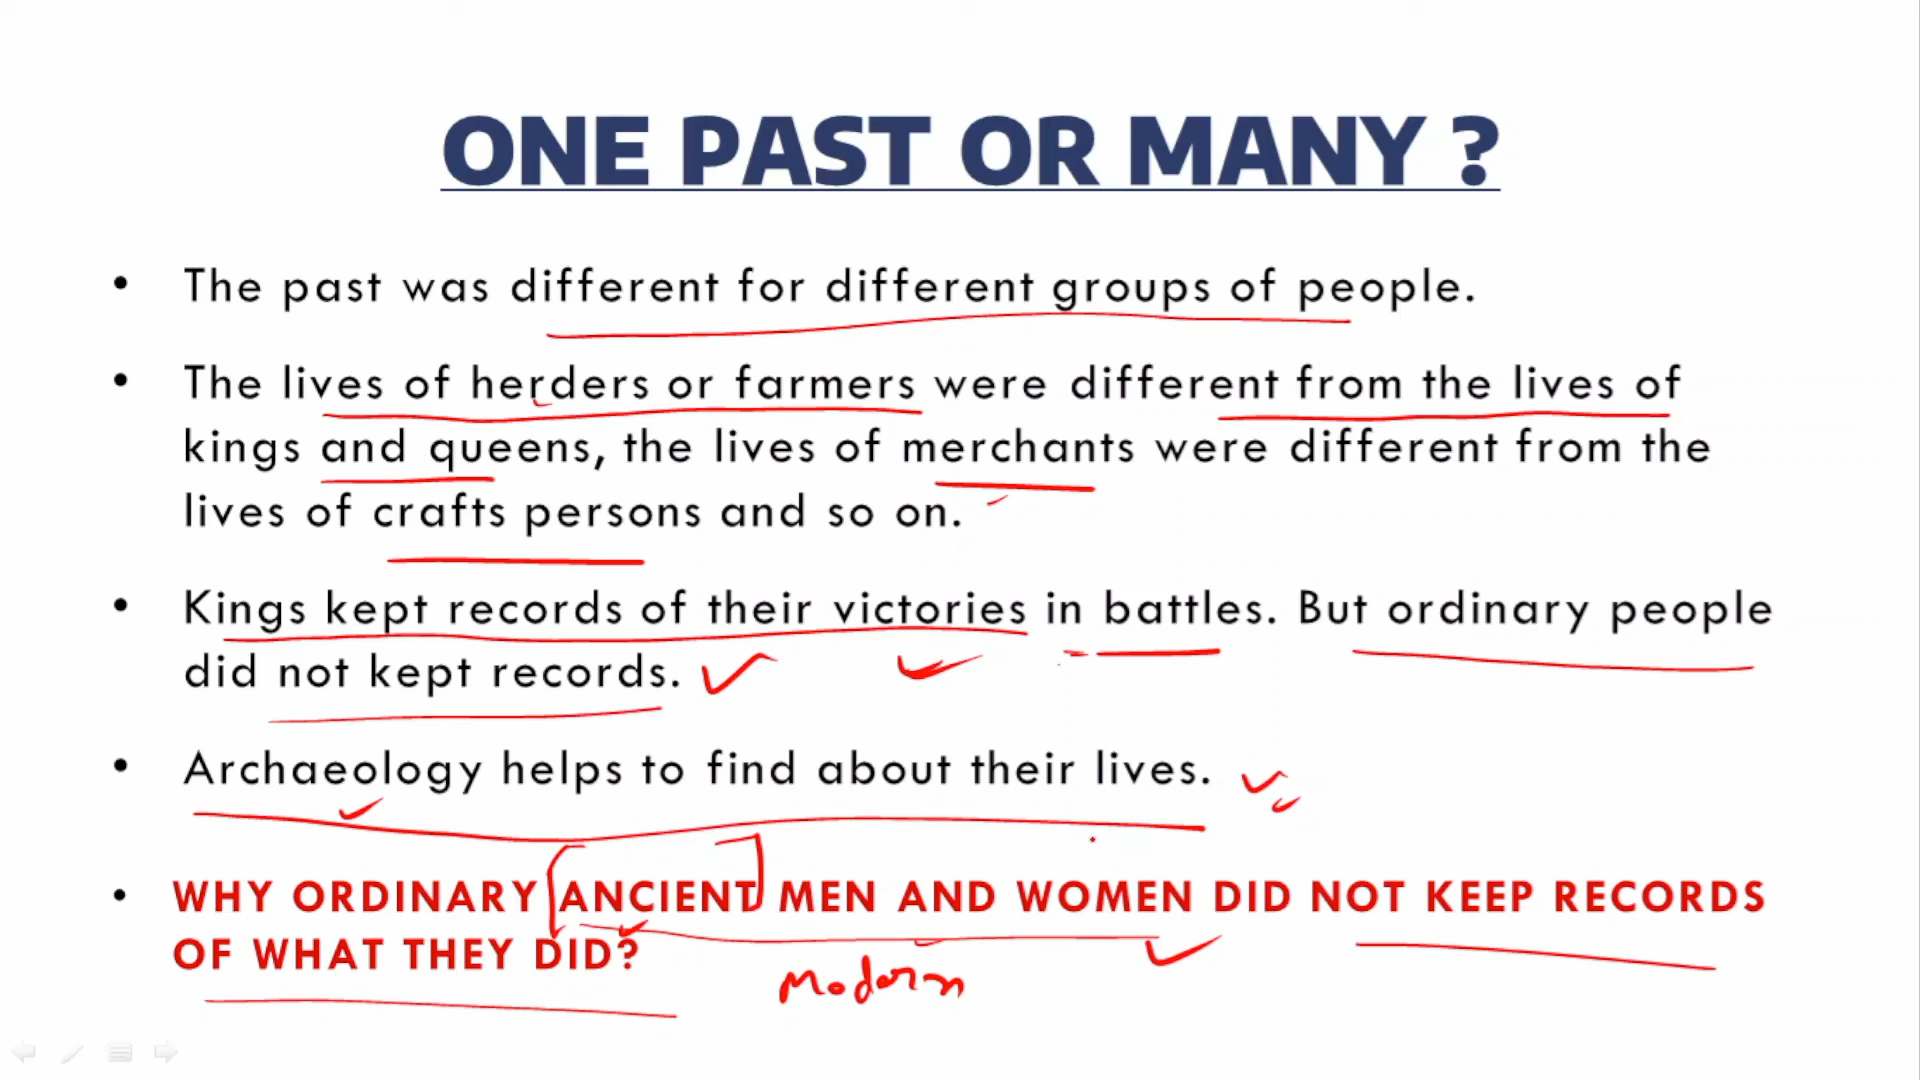 ONE PAST OR MANY ?
• The past was different for different groups of people.
• The lives of herders or farmers were different from the lives of
kings and queens, the lives of merchants were different from the
lives of crafts persons and so on.
• Kings kept records of their victories in battles. But ordinary people
did not kept records.
• Archaeology helps to find about their lives.
• WHY ORDINARY ANCIENT MEN AND WOMEN DID NOT KEEP RECORDS
OF WHAT THEY DID?
Modern